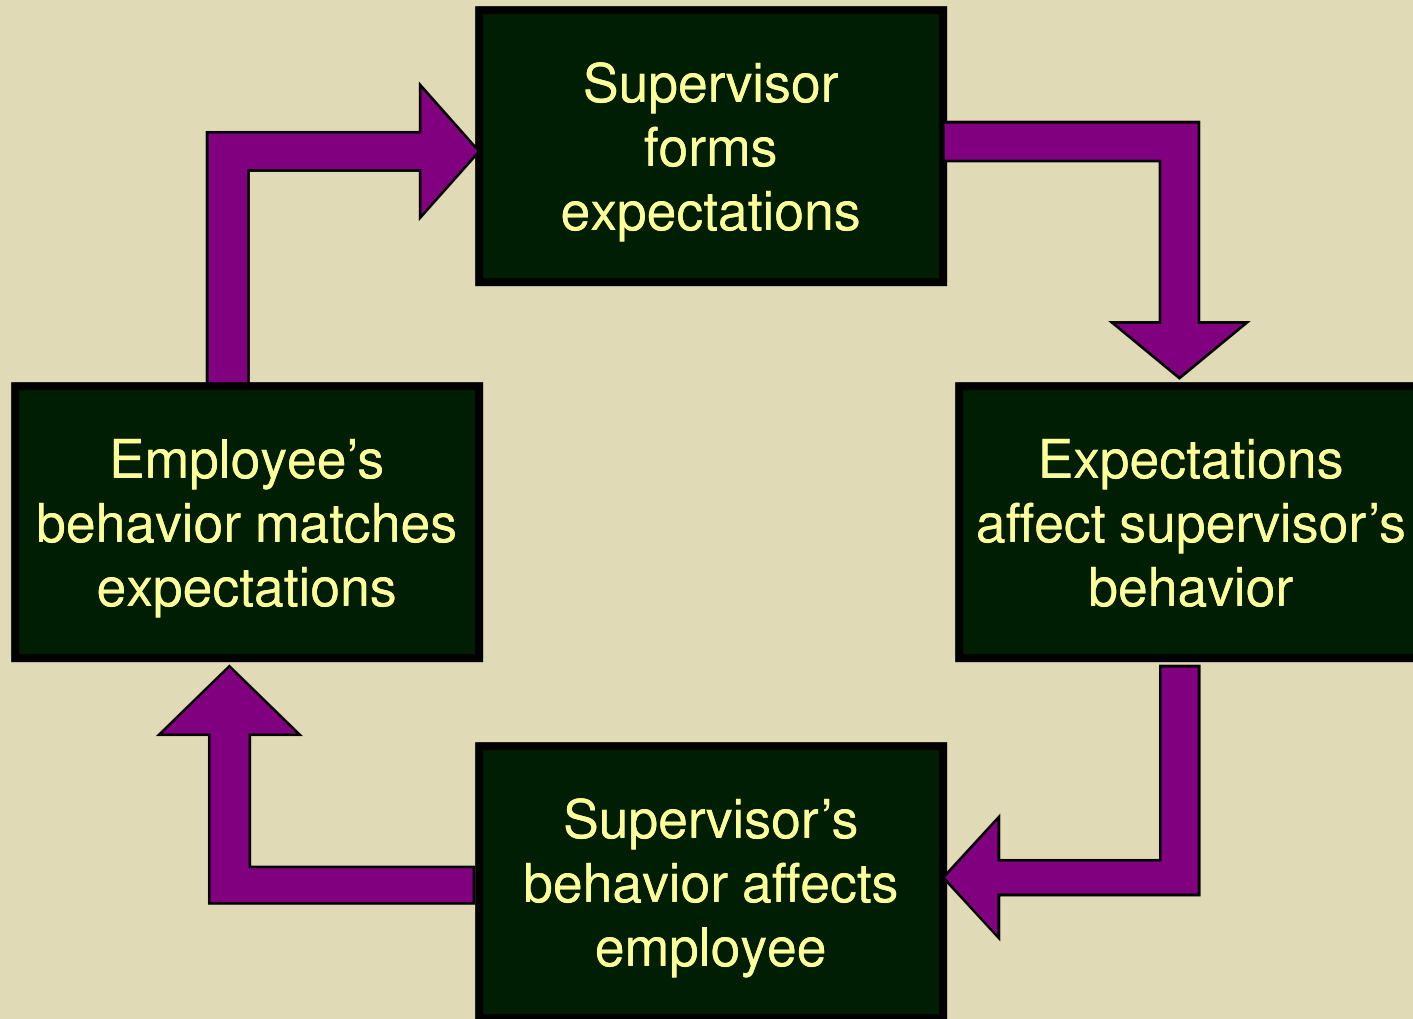 Supervisor
forms
expectations
Expectations
affect supervisor’s
behavior
Supervisor’s
behavior affects
employee
Employee’s
behavior matches
expectations